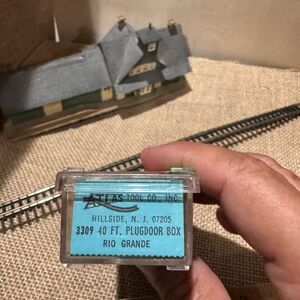 ATLAS TOOL CO., INC.
HILLSIDE, N. J. 07205
3309 40 FT. PLUGDOOR BOX
RIO GRANDE